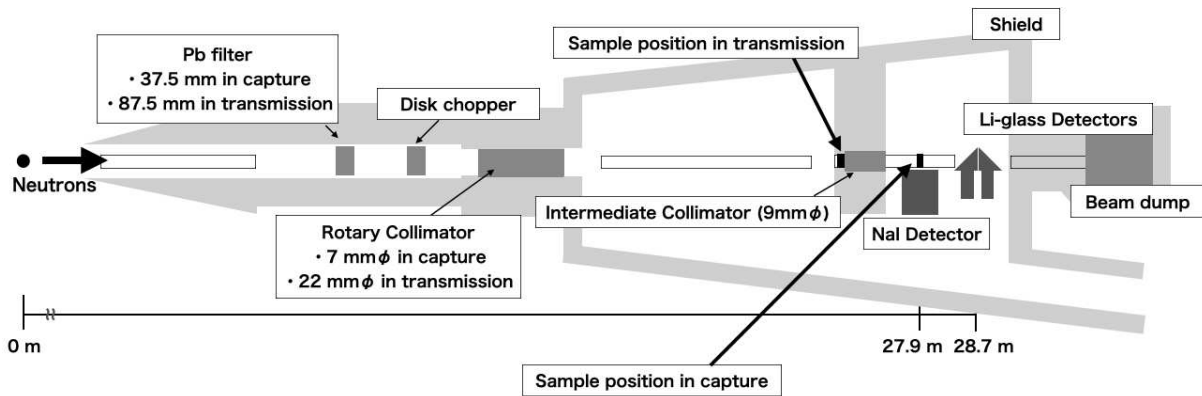 Pb filter
・37.5 mm in capture
・87.5 mm in transmission
Disk chopper
Sample position in transmission
Shield
Li-glass Detectors
Neutrons
Rotary Collimator
・7 mmϕ in capture
・22 mmϕ in transmission
Intermediate Collimator (9mmϕ)
NaI Detector
Beam dump
0 m
27.9 m
28.7 m
Sample position in capture